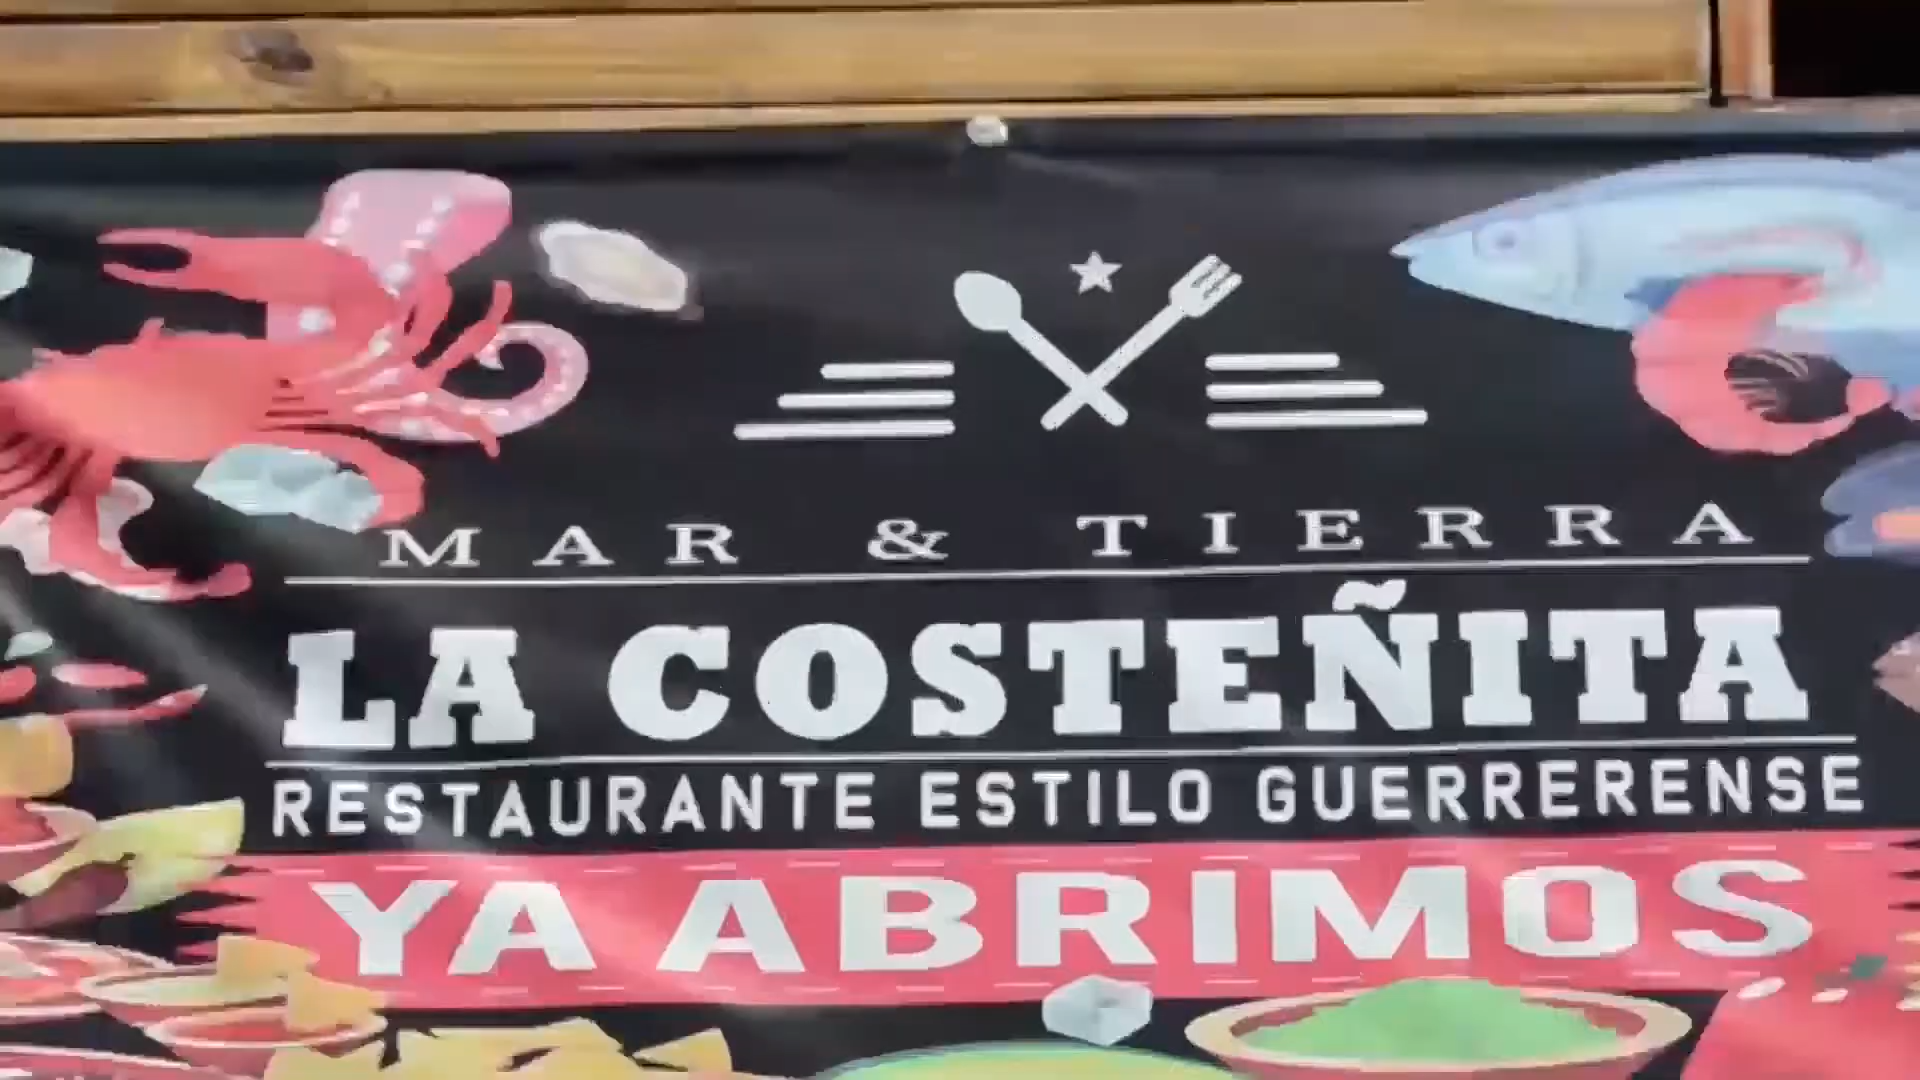 MAR & TIERRA
LA COSTEÑITA
RESTAURANTE ESTILO GUERRERENSE
YA ABRIMOS